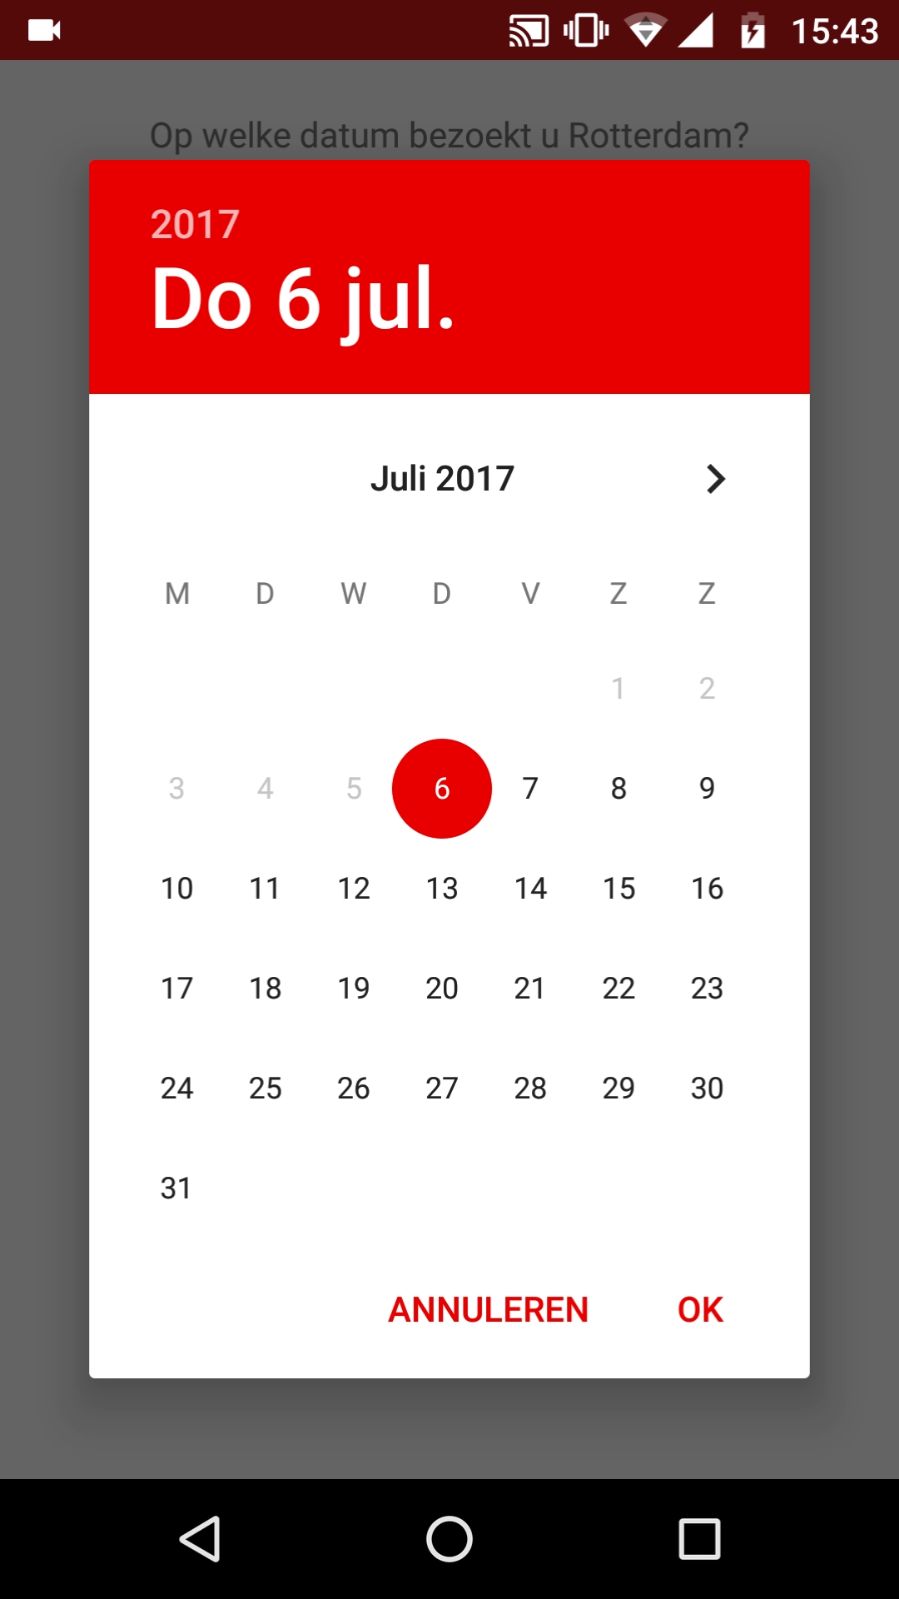 15:43
Op welke datum bezoekt u Rotterdam?
2017
Do 6 jul.
Juli 2017
M D W D V Z Z
1 2
3 4 5 6 7 8 9
10 11 12 13 14 15 16
17 18 19 20 21 22 23
24 25 26 27 28 29 30
31
ANNULEREN OK